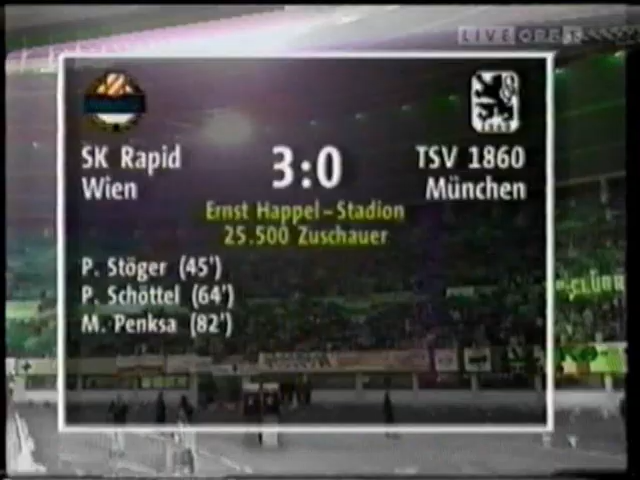 LIVE ORF 1
SK Rapid
Wien
3:0
TSV 1860
München
Ernst Happel-Stadion
25.500 Zuschauer
P. Stöger (45')
P. Schöttel (64')
M. Penksa (82')